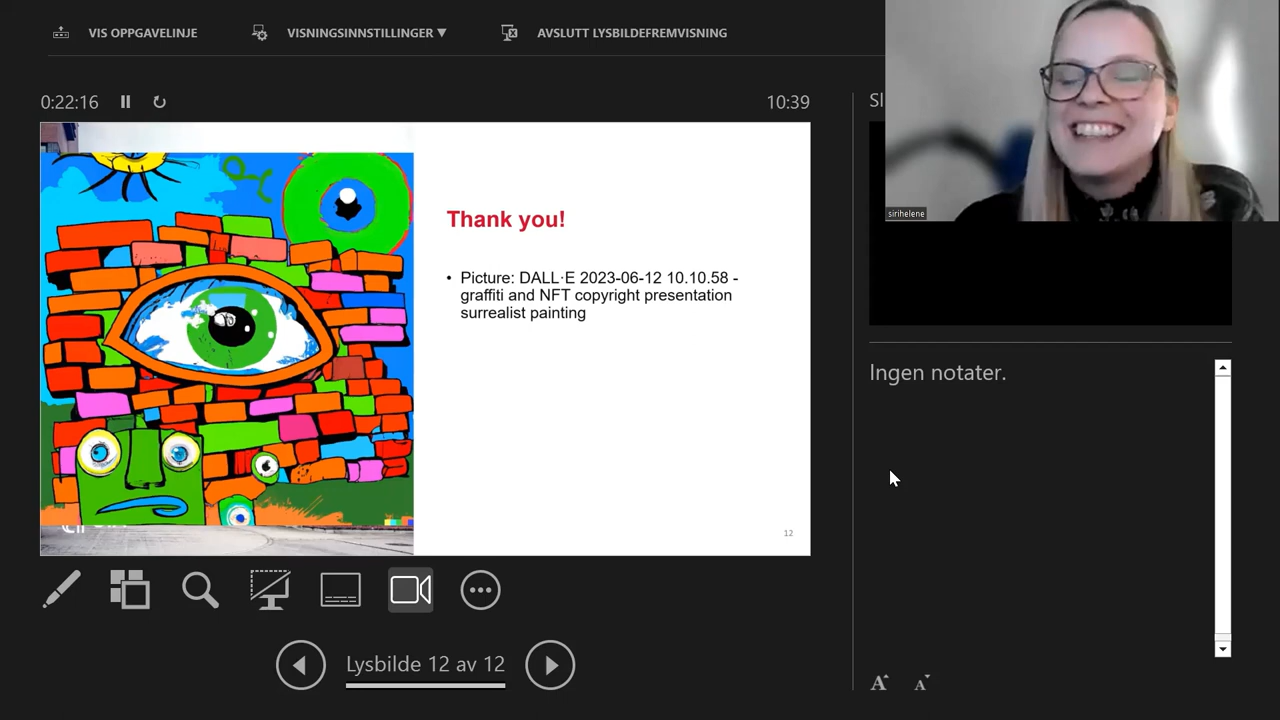 VIS OPPGAVELINJE
VISNINGSINNSTILLINGER ▼
AVSLUTT LYSBILDEFREMVISNING
0:22:16
10:39
Sl
sirihelene
Thank you!
• Picture: DALL·E 2023-06-12 10.10.58 -
graffiti and NFT copyright presentation
surrealist painting
12
Ingen notater.
Lysbilde 12 av 12
A A